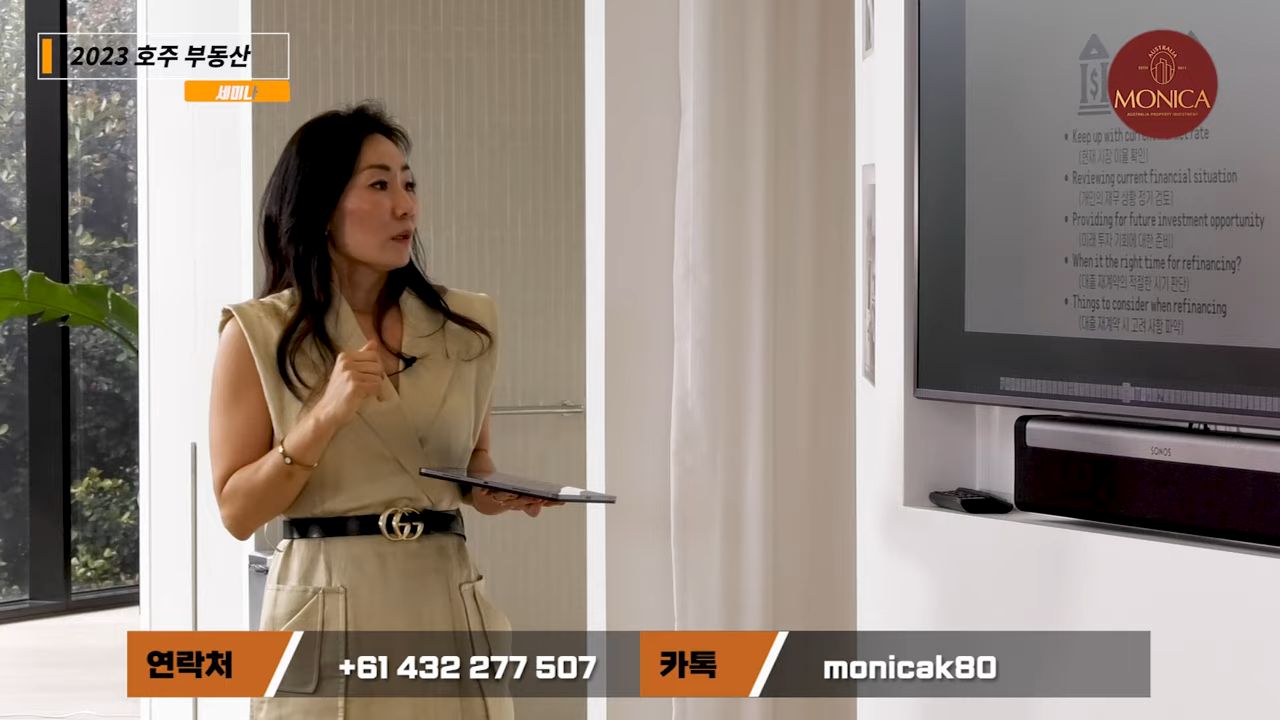 2023 호주 부동산
세미나
AUSTRALIA
MONICA
AUSTRALIA PROPERTY INVESTMENT
• Keep up with current rate
(현재 시장 이율 확인)
• Reviewing current financial situation
(개인의 재무 상황 정기 검토)
• Providing for future investment opportunity
(미래 투자 기회에 대한 준비)
• When it the right time for refinancing?
(대출 재계약의 적절한 시기 판단)
• Things to consider when refinancing
(대출 재계약 시 고려 사항 파악)
SONOS
연락처
+61 432 277 507
카톡
monicak80